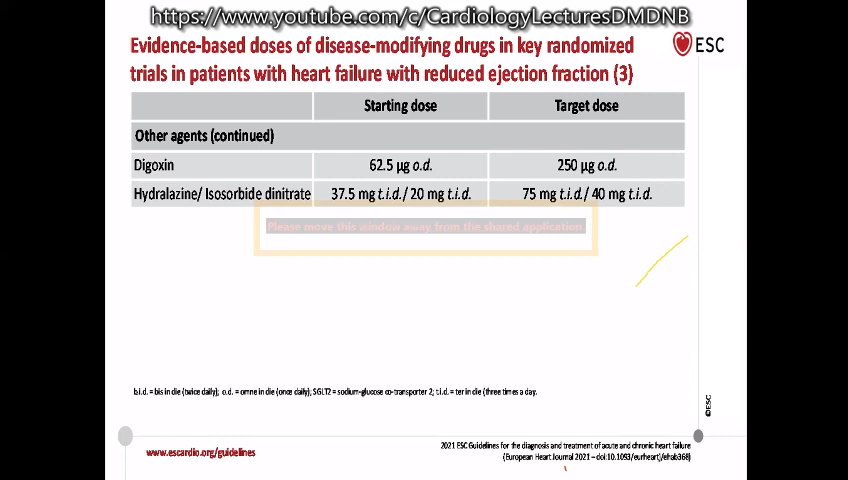 https://www.youtube.com/c/CardiologyLecturesDMDNB
Evidence-based doses of disease-modifying drugs in key randomized
trials in patients with heart failure with reduced ejection fraction (3)
ESC
Starting dose Target dose
Other agents (continued)
Digoxin 62.5 µg o.d. 250 µg o.d.
Hydralazine/ Isosorbide dinitrate 37.5 mg t.i.d./ 20 mg t.i.d. 75 mg t.i.d./ 40 mg t.i.d.
Please move this window away from the shared application
b.i.d. = bis in die (twice daily); o.d. = omne in die (once daily); SGLT2 = sodium-glucose co-transporter 2; t.i.d. = ter in die (three times a day.
©ESC
www.escardio.org/guidelines
2021 ESC Guidelines for the diagnosis and treatment of acute and chronic heart failure
(European Heart Journal 2021 – doi:10.1093/eurheartj/ehab368)